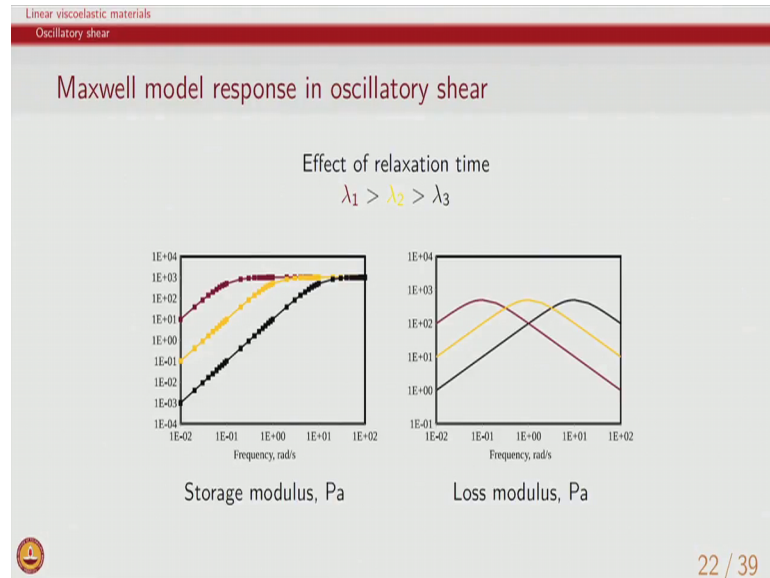 Linear viscoelastic materials
Oscillatory shear
Maxwell model response in oscillatory shear
Effect of relaxation time
λ₁ > λ₂ > λ₃
1E+04
1E+03
1E+02
1E+01
1E+00
1E-01
1E-02
1E-03
1E-04
1E-02 1E-01 1E+00 1E+01 1E+02
Frequency, rad/s
Storage modulus, Pa
1E+04
1E+03
1E+02
1E+01
1E+00
1E-01
1E-02 1E-01 1E+00 1E+01 1E+02
Frequency, rad/s
Loss modulus, Pa
22 / 39